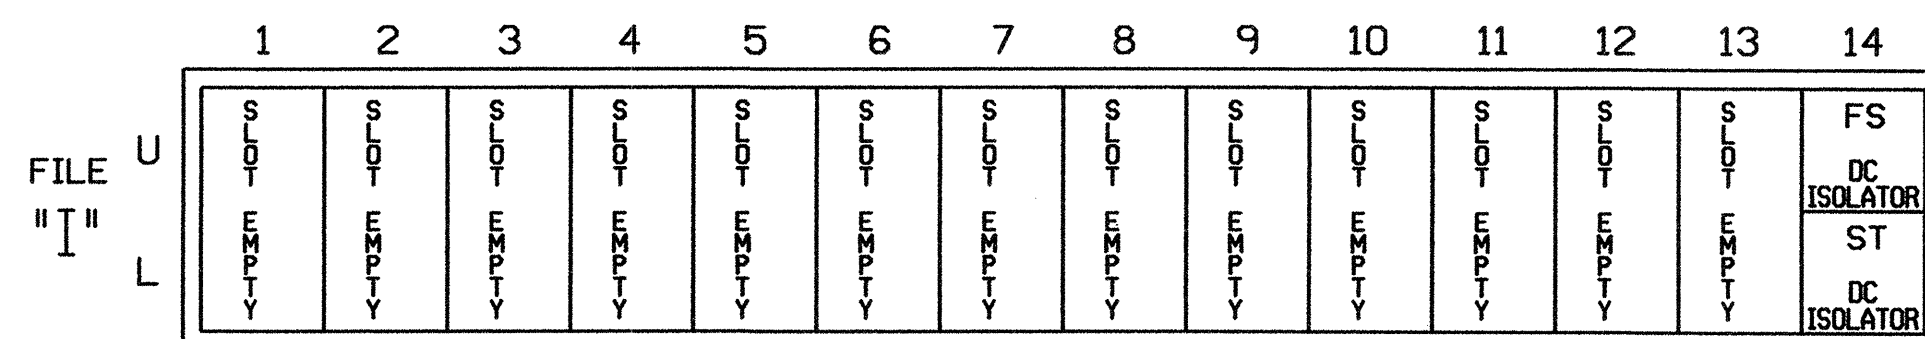 1 2 3 4 5 6 7 8 9 10 11 12 13 14
FILE "I"
U
L
SLOT EMPTY
SLOT EMPTY
SLOT EMPTY
SLOT EMPTY
SLOT EMPTY
SLOT EMPTY
SLOT EMPTY
SLOT EMPTY
SLOT EMPTY
SLOT EMPTY
SLOT EMPTY
SLOT EMPTY
SLOT EMPTY
FS
DC
ISOLATOR
ST
DC
ISOLATOR